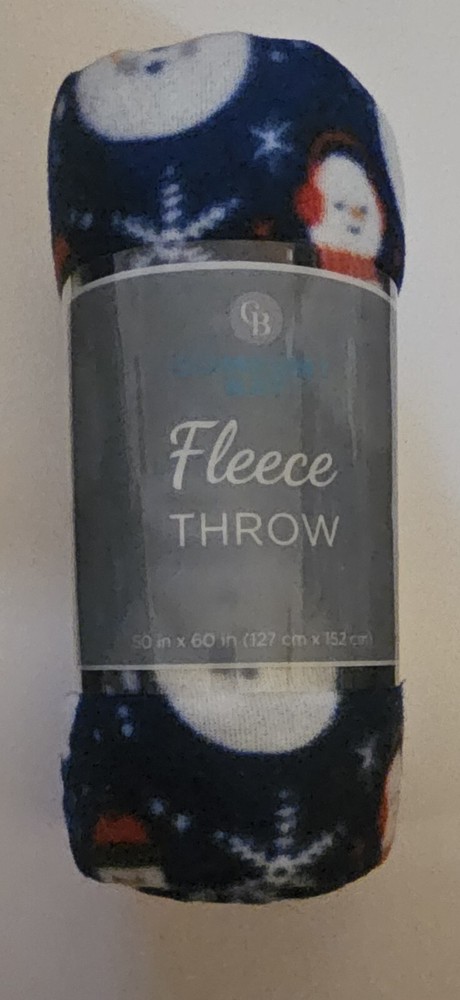 CB
Fleece
THROW
50 in x 60 in (127 cm x 152 cm)